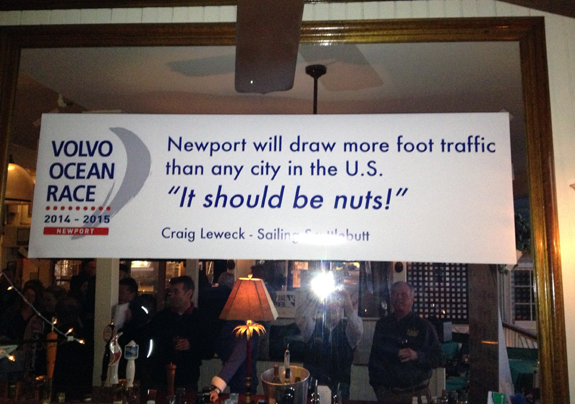 VOLVO
OCEAN
RACE
2014 - 2015
NEWPORT
Newport will draw more foot traffic
than any city in the U.S.
"It should be nuts!"
Craig Leweck - Sailing Scuttlebutt